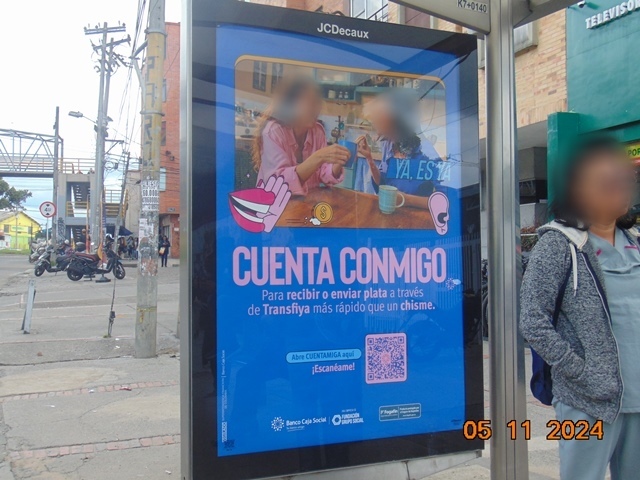 K7+0140
JCDecaux
TELEVISO
YA. ESTÁ
CUENTA CONMIGO
Para recibir o enviar plata a través
de Transfiya más rápido que un chisme.
Abre CUENTAMIGA aquí
¡Escanéame!
Banco Caja Social
FUNDACIÓN
GRUPO SOCIAL
05 11 2024